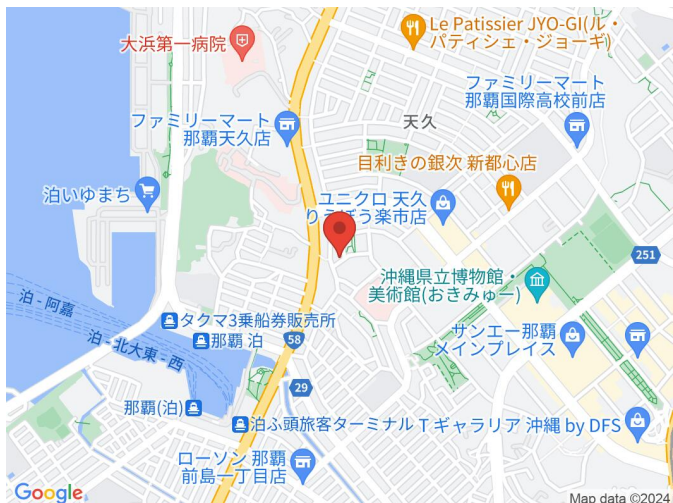 Le Patissier JYO-GI(ル・
パティシェ・ジョーギ)
大浜第一病院
ファミリーマート
那覇国際高校前店
天久
ファミリーマート
那覇天久店
目利きの銀次 新都心店
泊いゆまち
ユニクロ 天久
りうぼう楽市店
251
沖縄県立博物館・
美術館(おきみゅー)
泊 - 阿嘉
タクマ3乗船券販売所
泊 - 北大東 - 西
那覇 泊
58
サンエー那覇
メインプレイス
29
那覇(泊)
泊ふ頭旅客ターミナル
T ギャラリア 沖縄 by DFS
ローソン 那覇
前島一丁目店
Google
Map data ©2024